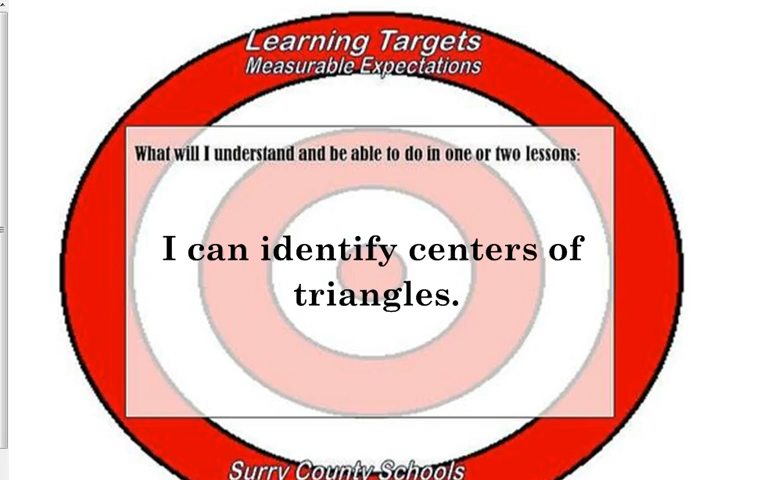 Learning Targets
Measurable Expectations
What will I understand and be able to do in one or two lessons:
I can identify centers of
triangles.
Surry County Schools